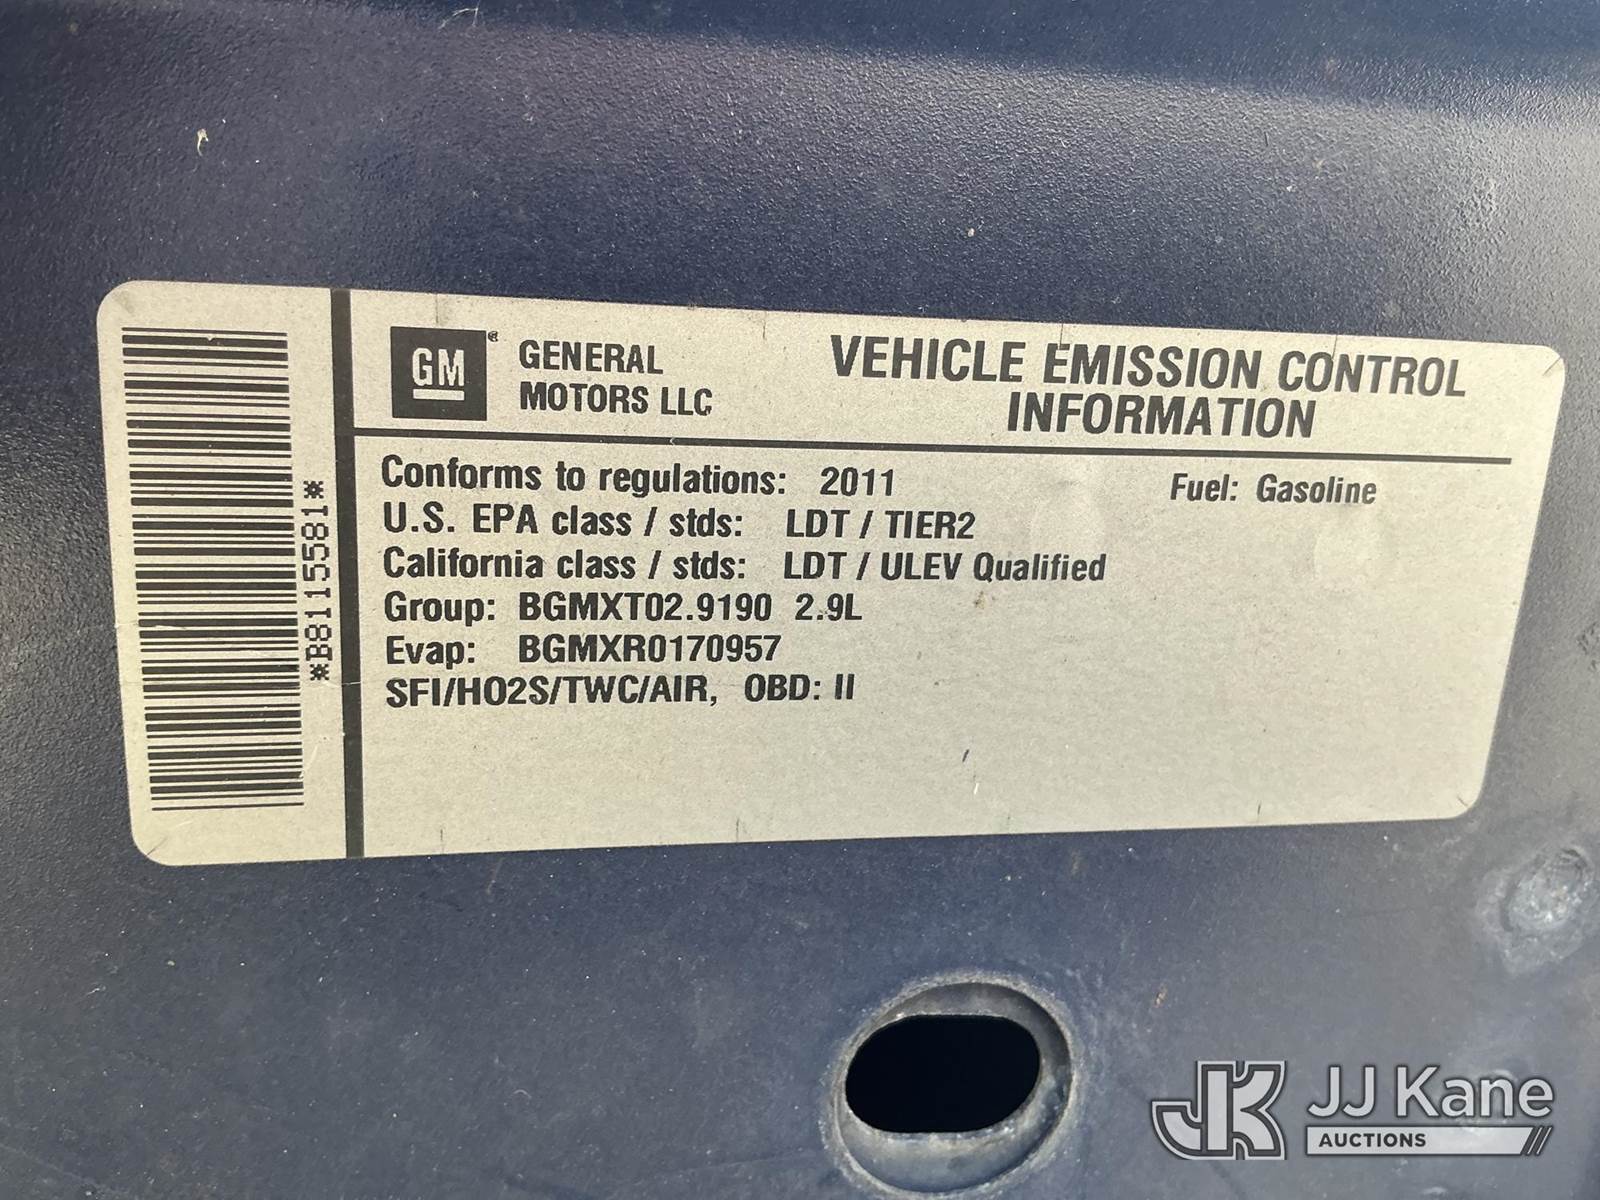 GM
GENERAL
MOTORS LLC
VEHICLE EMISSION CONTROL
INFORMATION
Conforms to regulations: 2011
Fuel: Gasoline
U.S. EPA class / stds: LDT / TIER2
California class / stds: LDT / ULEV Qualified
Group: BGMXT02.9190 2.9L
Evap: BGMXR0170957
SFI/HO2S/TWC/AIR, OBD: II
*B8115581*
JK
JJ Kane
AUCTIONS